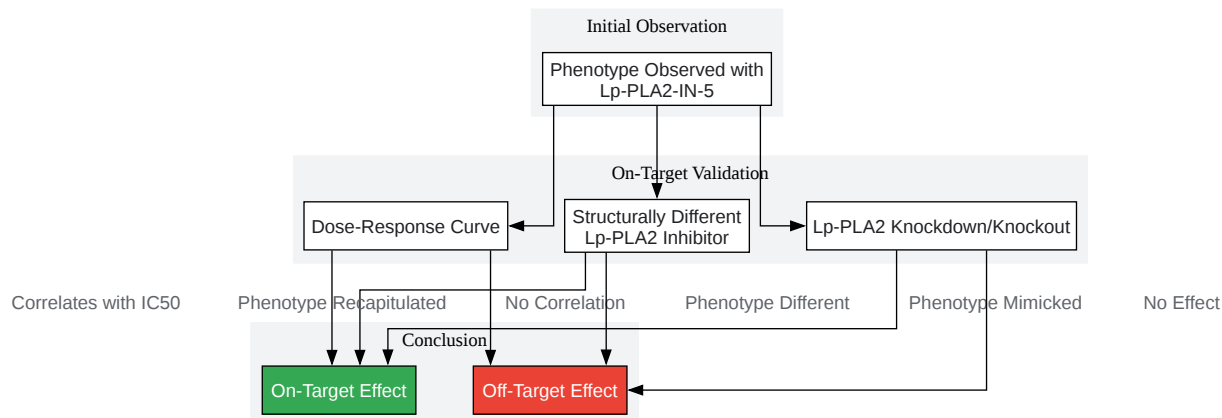 Initial Observation
Phenotype Observed with
Lp-PLA2-IN-5
On-Target Validation
Dose-Response Curve
Structurally Different
Lp-PLA2 Inhibitor
Lp-PLA2 Knockdown/Knockout
Correlates with IC50
Phenotype Recapitulated
No Correlation
Phenotype Different
Phenotype Mimicked
No Effect
Conclusion
On-Target Effect
Off-Target Effect